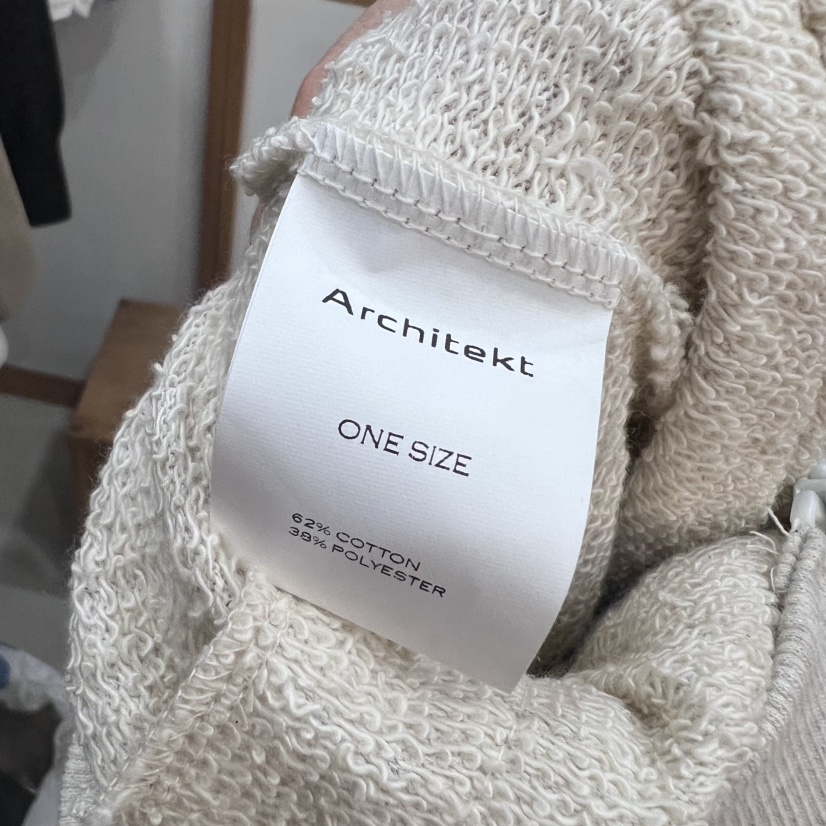 Architekt
ONE SIZE
62% COTTON
38% POLYESTER